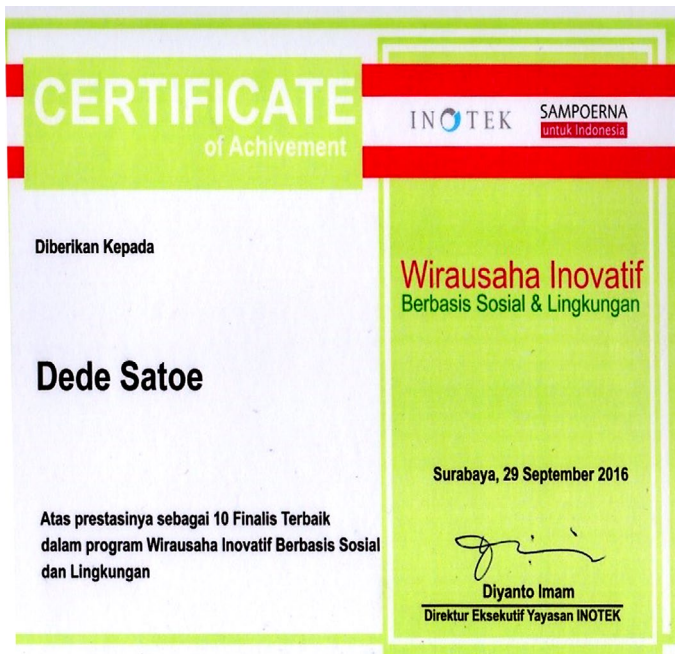 CERTIFICATE
of Achivement
INOTEK
SAMPOERNA
untuk Indonesia
Diberikan Kepada
Dede Satoe
Atas prestasinya sebagai 10 Finalis Terbaik
dalam program Wirausaha Inovatif Berbasis Sosial
dan Lingkungan
Wirausaha Inovatif
Berbasis Sosial & Lingkungan
Surabaya, 29 September 2016
Diyanto Imam
Direktur Eksekutif Yayasan INOTEK